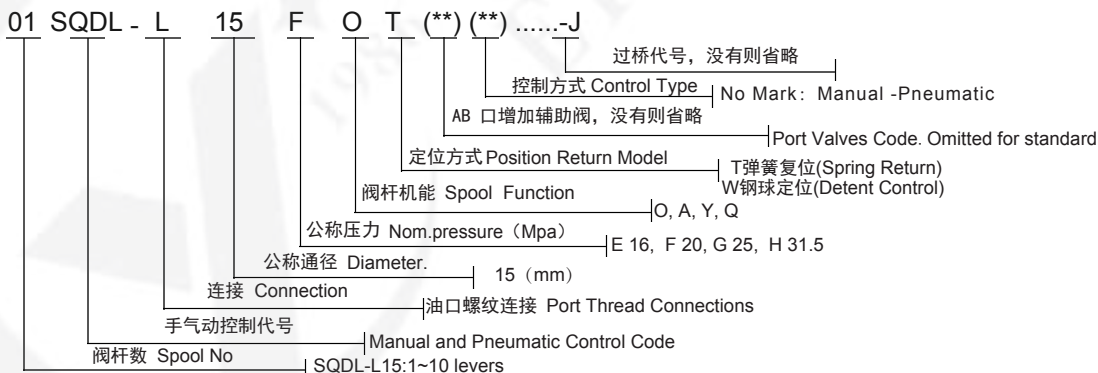 01 SQDL - L 15 F O T (**) (**) ......-J
过桥代号，没有则省略
控制方式 Control Type
No Mark: Manual -Pneumatic
AB 口增加辅助阀，没有则省略
Port Valves Code. Omitted for standard
定位方式 Position Return Model
T弹簧复位(Spring Return)
W钢球定位(Detent Control)
阀杆机能 Spool Function
O, A, Y, Q
公称压力 Nom.pressure（Mpa）
E 16, F 20, G 25, H 31.5
公称通径 Diameter.
15（mm）
连接 Connection
油口螺纹连接 Port Thread Connections
手气动控制代号
Manual and Pneumatic Control Code
阀杆数 Spool No
SQDL-L15:1~10 levers